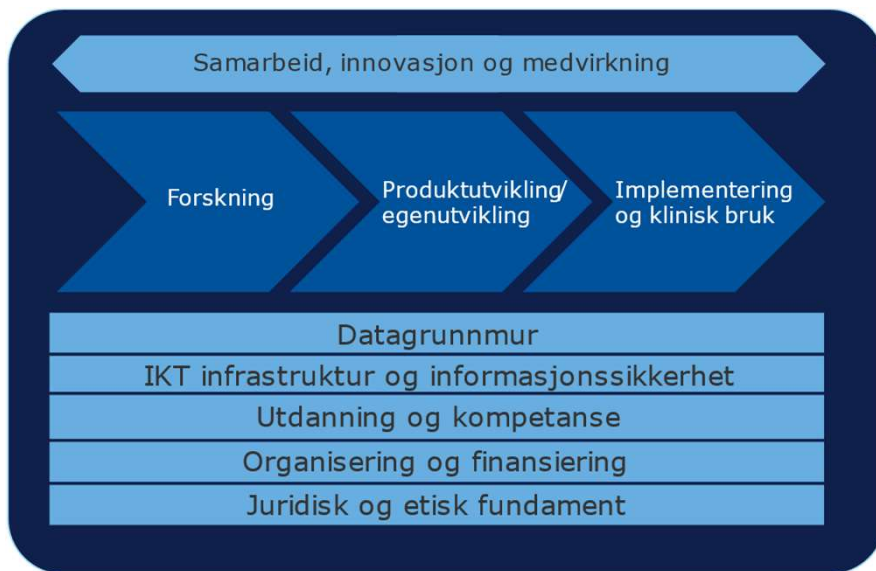 Samarbeid, innovasjon og medvirkning
Forskning
Produktutvikling/
egenutvikling
Implementering
og klinisk bruk
Datagrunnmur
IKT infrastruktur og informasjonssikkerhet
Utdanning og kompetanse
Organisering og finansiering
Juridisk og etisk fundament